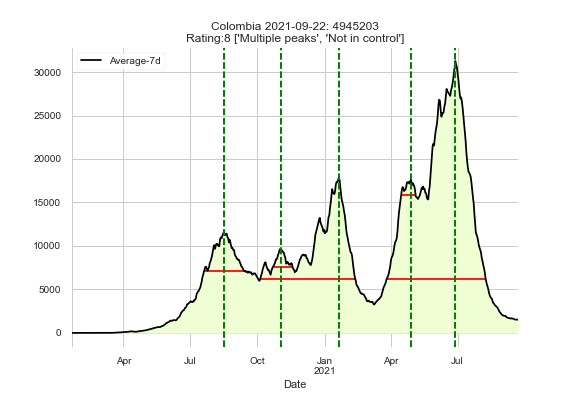 Colombia 2021-09-22: 4945203
Rating:8 ['Multiple peaks', 'Not in control']
Average-7d
30000
25000
20000
15000
10000
5000
0
Apr Jul Oct Jan Apr Jul
2021
Date